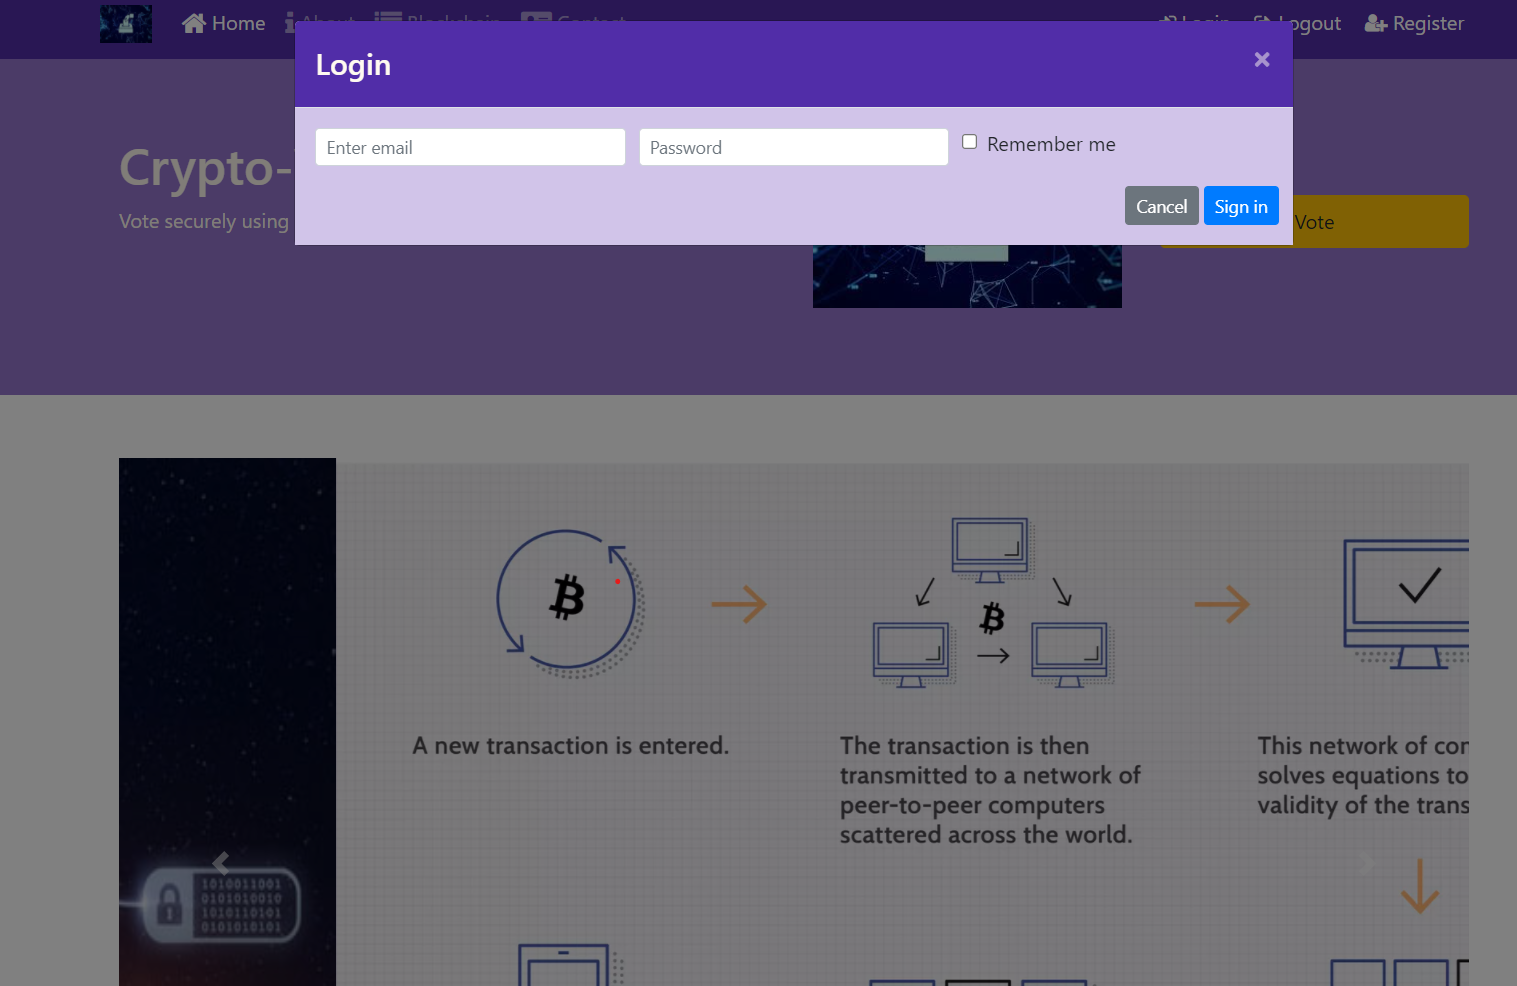 Home About Blockchain Contact Login Logout Register
Login ×
Enter email Password Remember me
Cancel Sign in
Crypto-
Vote securely using
Vote
A new transaction is entered.
The transaction is then
transmitted to a network of
peer-to-peer computers
scattered across the world.
This network of
solves equations to
validity of the
1010011001
0101010010
1010110101
0101010101